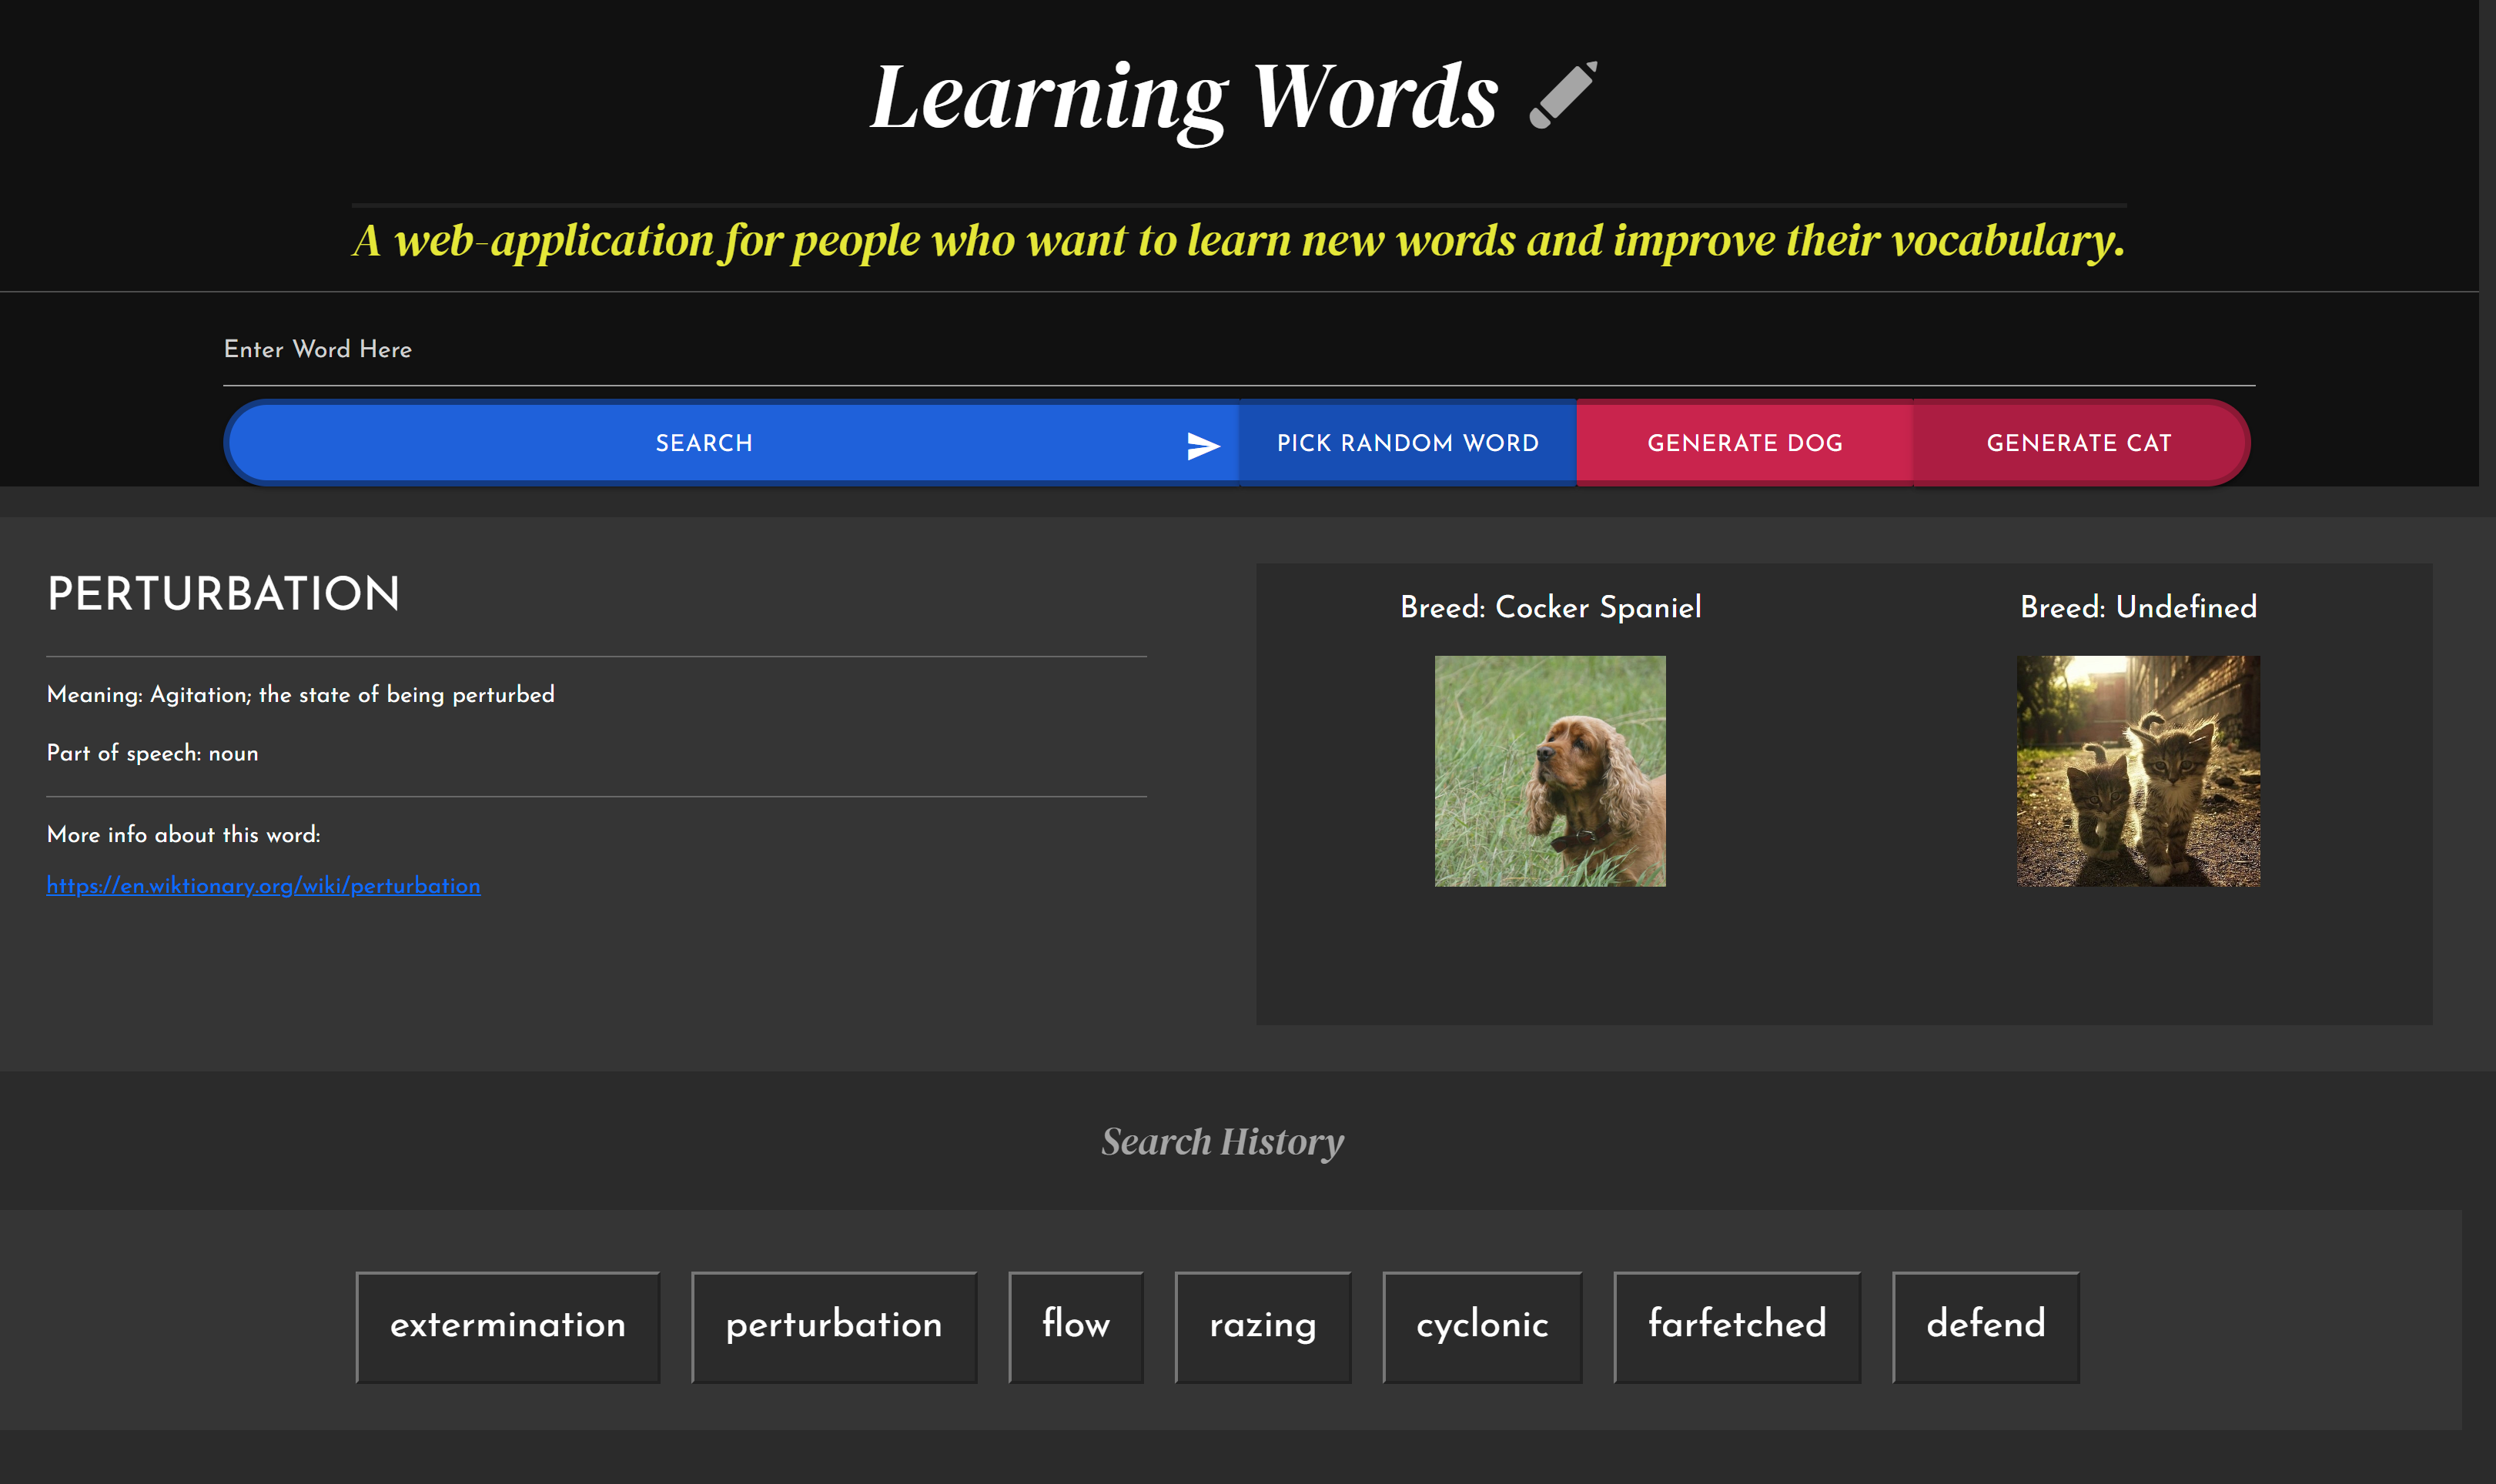 Learning Words
A web-application for people who want to learn new words and improve their vocabulary.
Enter Word Here
SEARCH
PICK RANDOM WORD
GENERATE DOG
GENERATE CAT
PERTURBATION
Meaning: Agitation; the state of being perturbed
Part of speech: noun
More info about this word:
https://en.wiktionary.org/wiki/perturbation
Breed: Cocker Spaniel
Breed: Undefined
Search History
extermination
perturbation
flow
razing
cyclonic
farfetched
defend